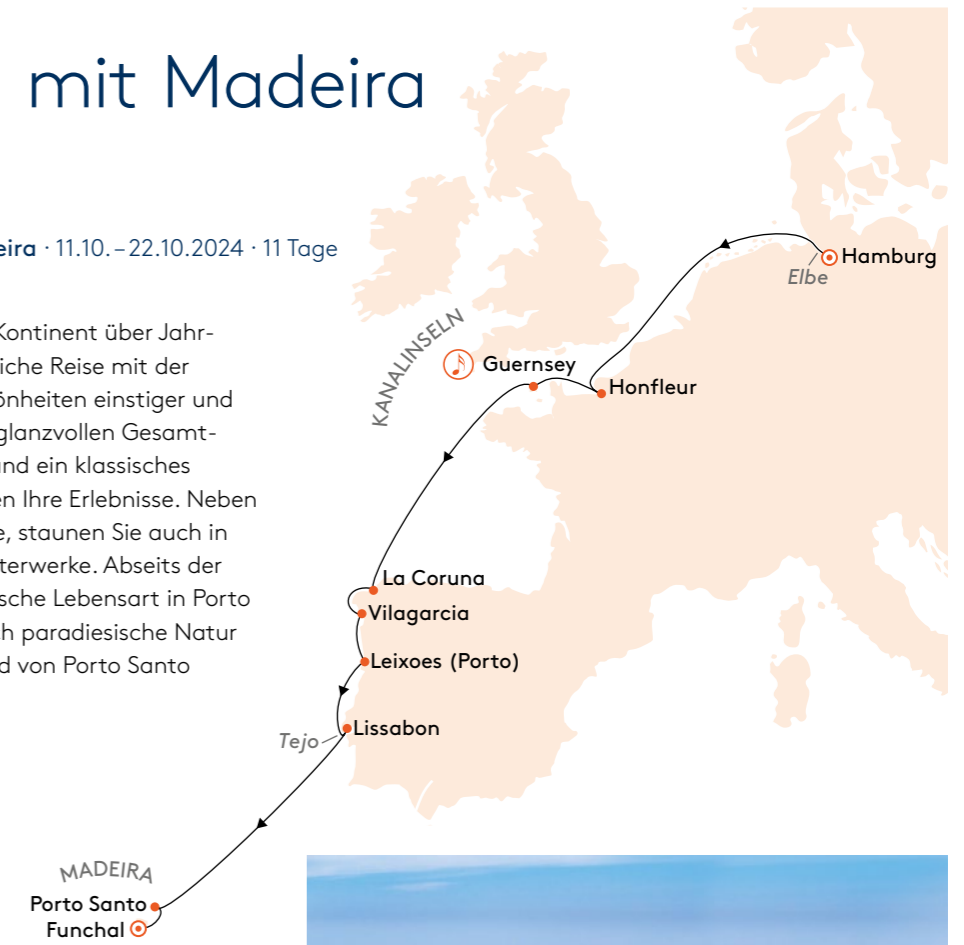 mit Madeira
eira · 11.10. – 22.10.2024 · 11 Tage
Kontinent über Jahr-
iche Reise mit der
önheiten einstiger und
glanzvollen Gesamt-
und ein klassisches
en Ihre Erlebnisse. Neben
e, staunen Sie auch in
terwerke. Abseits der
sche Lebensart in Porto
ch paradiesische Natur
d von Porto Santo
Hamburg
Elbe
KANALINSELN
Guernsey
Honfleur
La Coruna
Vilagarcia
Leixoes (Porto)
Lissabon
Tejo
MADEIRA
Porto Santo
Funchal